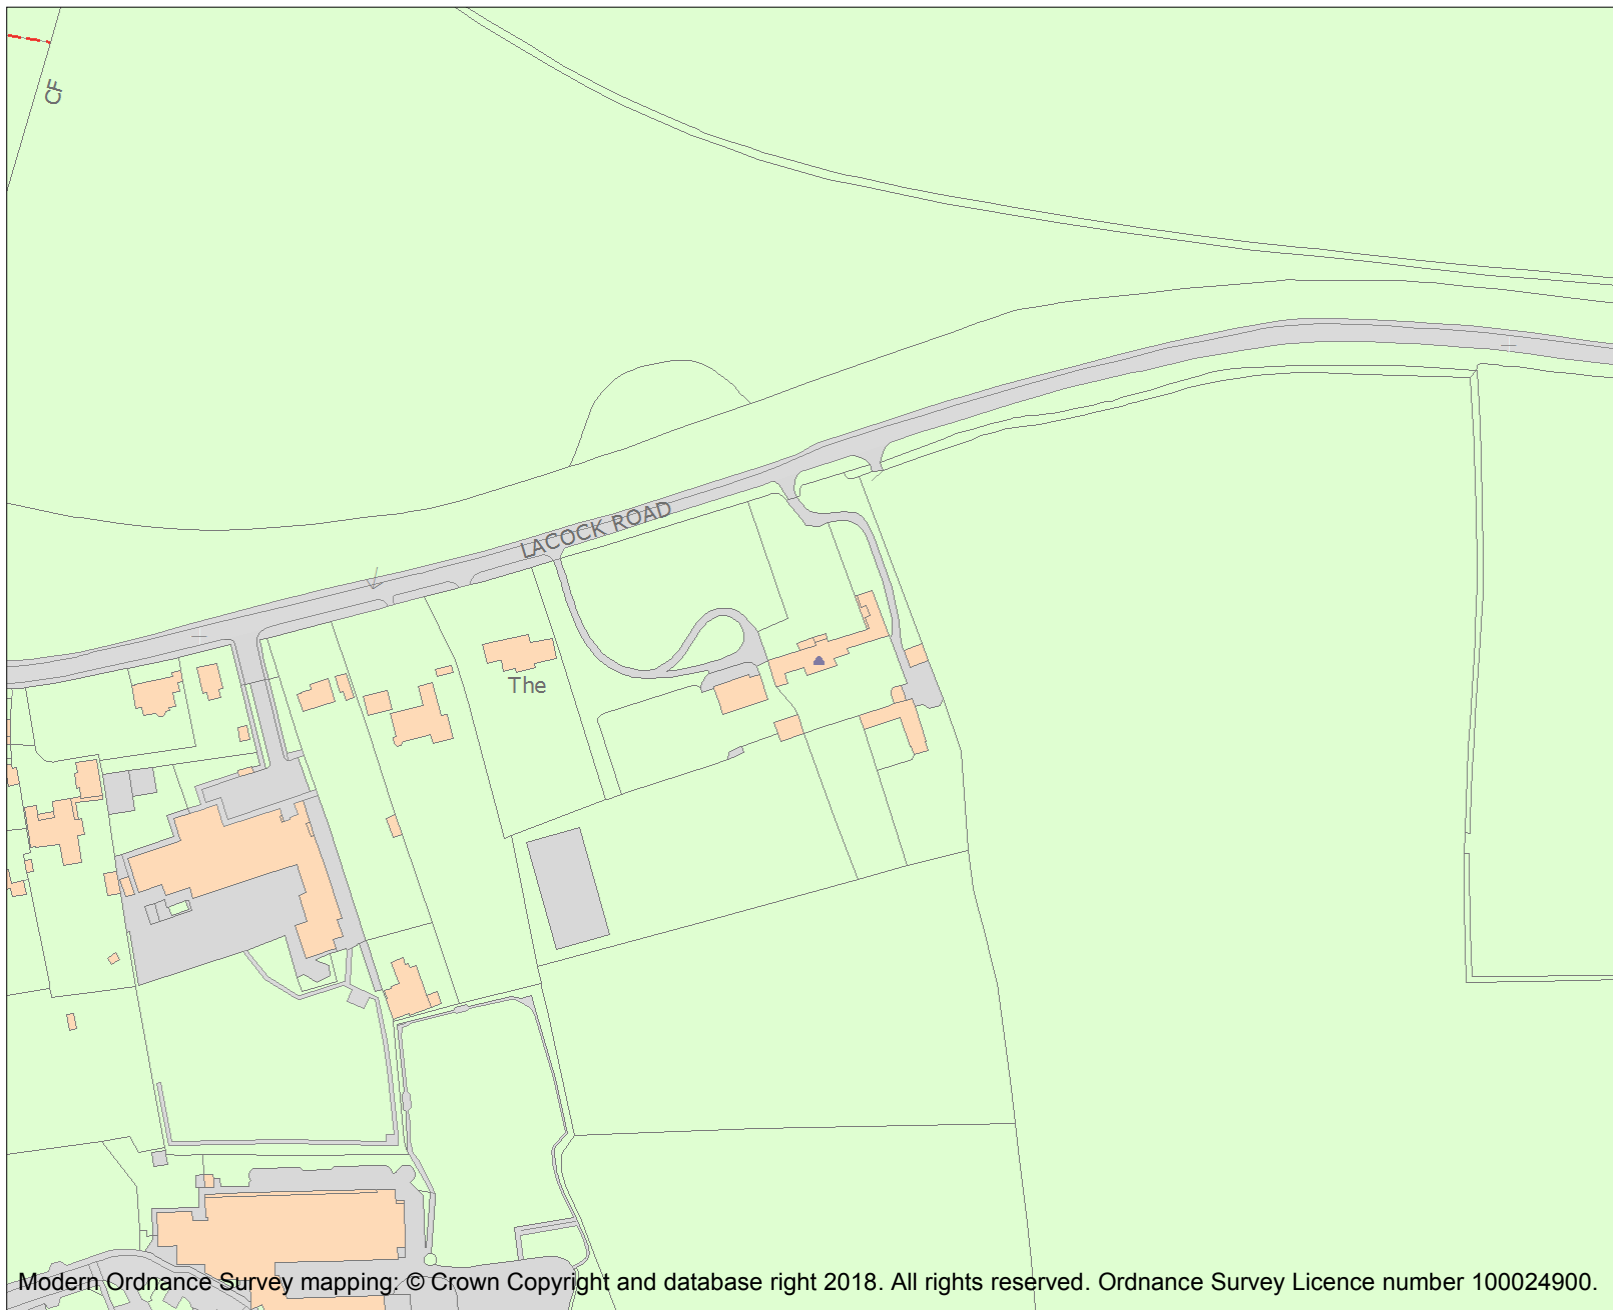 CF
LACOCK ROAD
The
Modern Ordnance Survey mapping: © Crown Copyright and database right 2018. All rights reserved. Ordnance Survey Licence number 100024900.